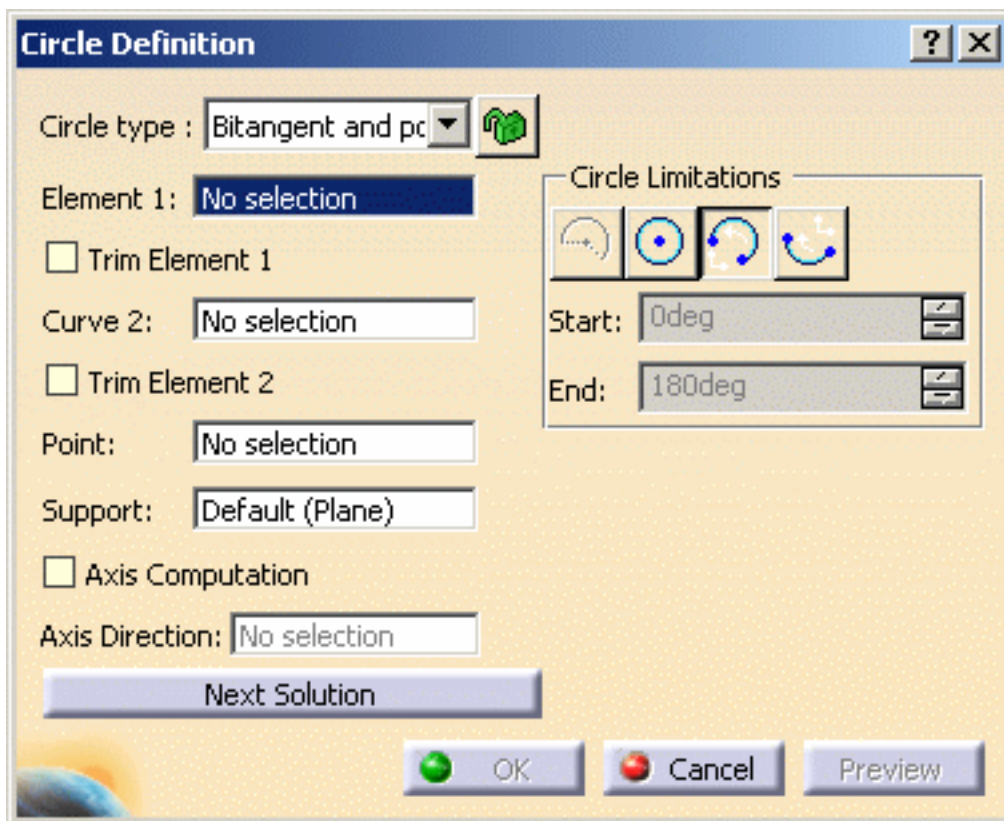 Circle Definition
Circle type : Bitangent and pc
Element 1: No selection
Trim Element 1
Curve 2: No selection
Trim Element 2
Point: No selection
Support: Default (Plane)
Axis Computation
Axis Direction: No selection
Next Solution
Circle Limitations
Start: 0deg
End: 180deg
OK
Cancel
Preview